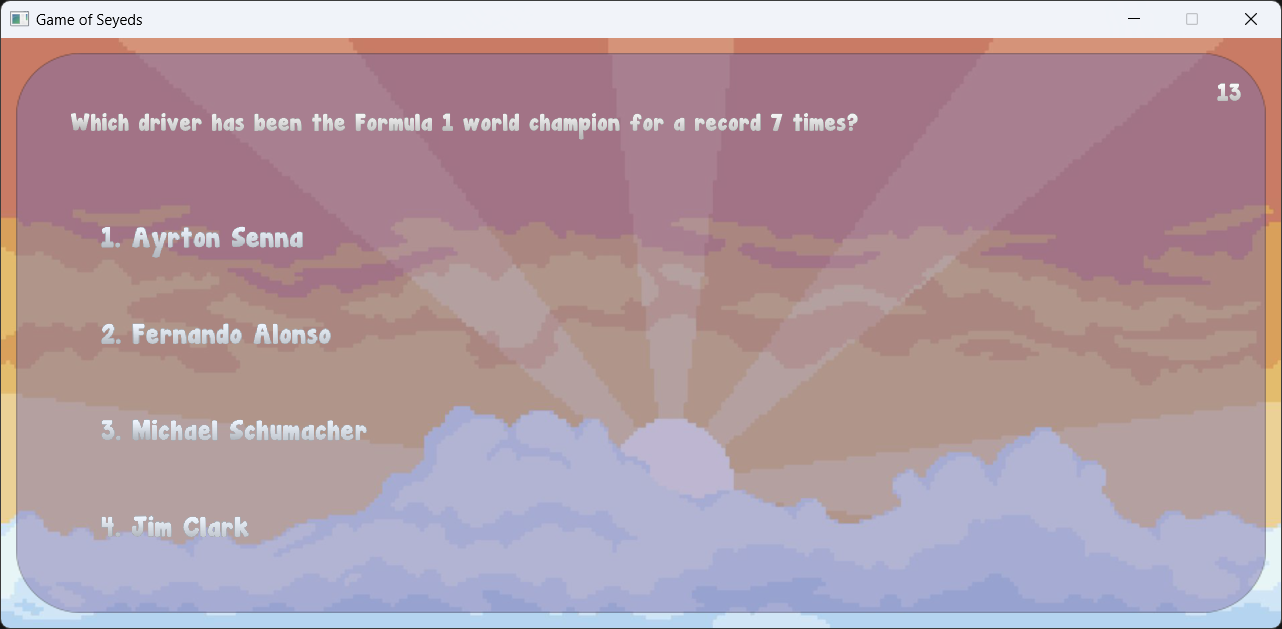 Game of Seyeds
13
Which driver has been the Formula 1 world champion for a record 7 times?
1. Ayrton Senna
2. Fernando Alonso
3. Michael Schumacher
4. Jim Clark